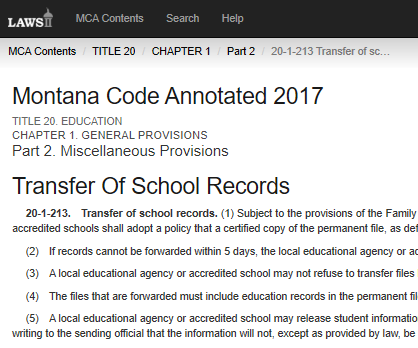 LAWS MCA Contents Search Help
MCA Contents / TITLE 20 / CHAPTER 1 / Part 2 / 20-1-213 Transfer of sc...
Montana Code Annotated 2017
TITLE 20. EDUCATION
CHAPTER 1. GENERAL PROVISIONS
Part 2. Miscellaneous Provisions
Transfer Of School Records
20-1-213. Transfer of school records. (1) Subject to the provisions of the Family
accredited schools shall adopt a policy that a certified copy of the permanent file, as def
(2) If records cannot be forwarded within 5 days, the local educational agency or ac
(3) A local educational agency or accredited school may not refuse to transfer files
(4) The files that are forwarded must include education records in the permanent fil
(5) A local educational agency or accredited school may release student informatio
writing to the sending official that the information will not, except as provided by law, be